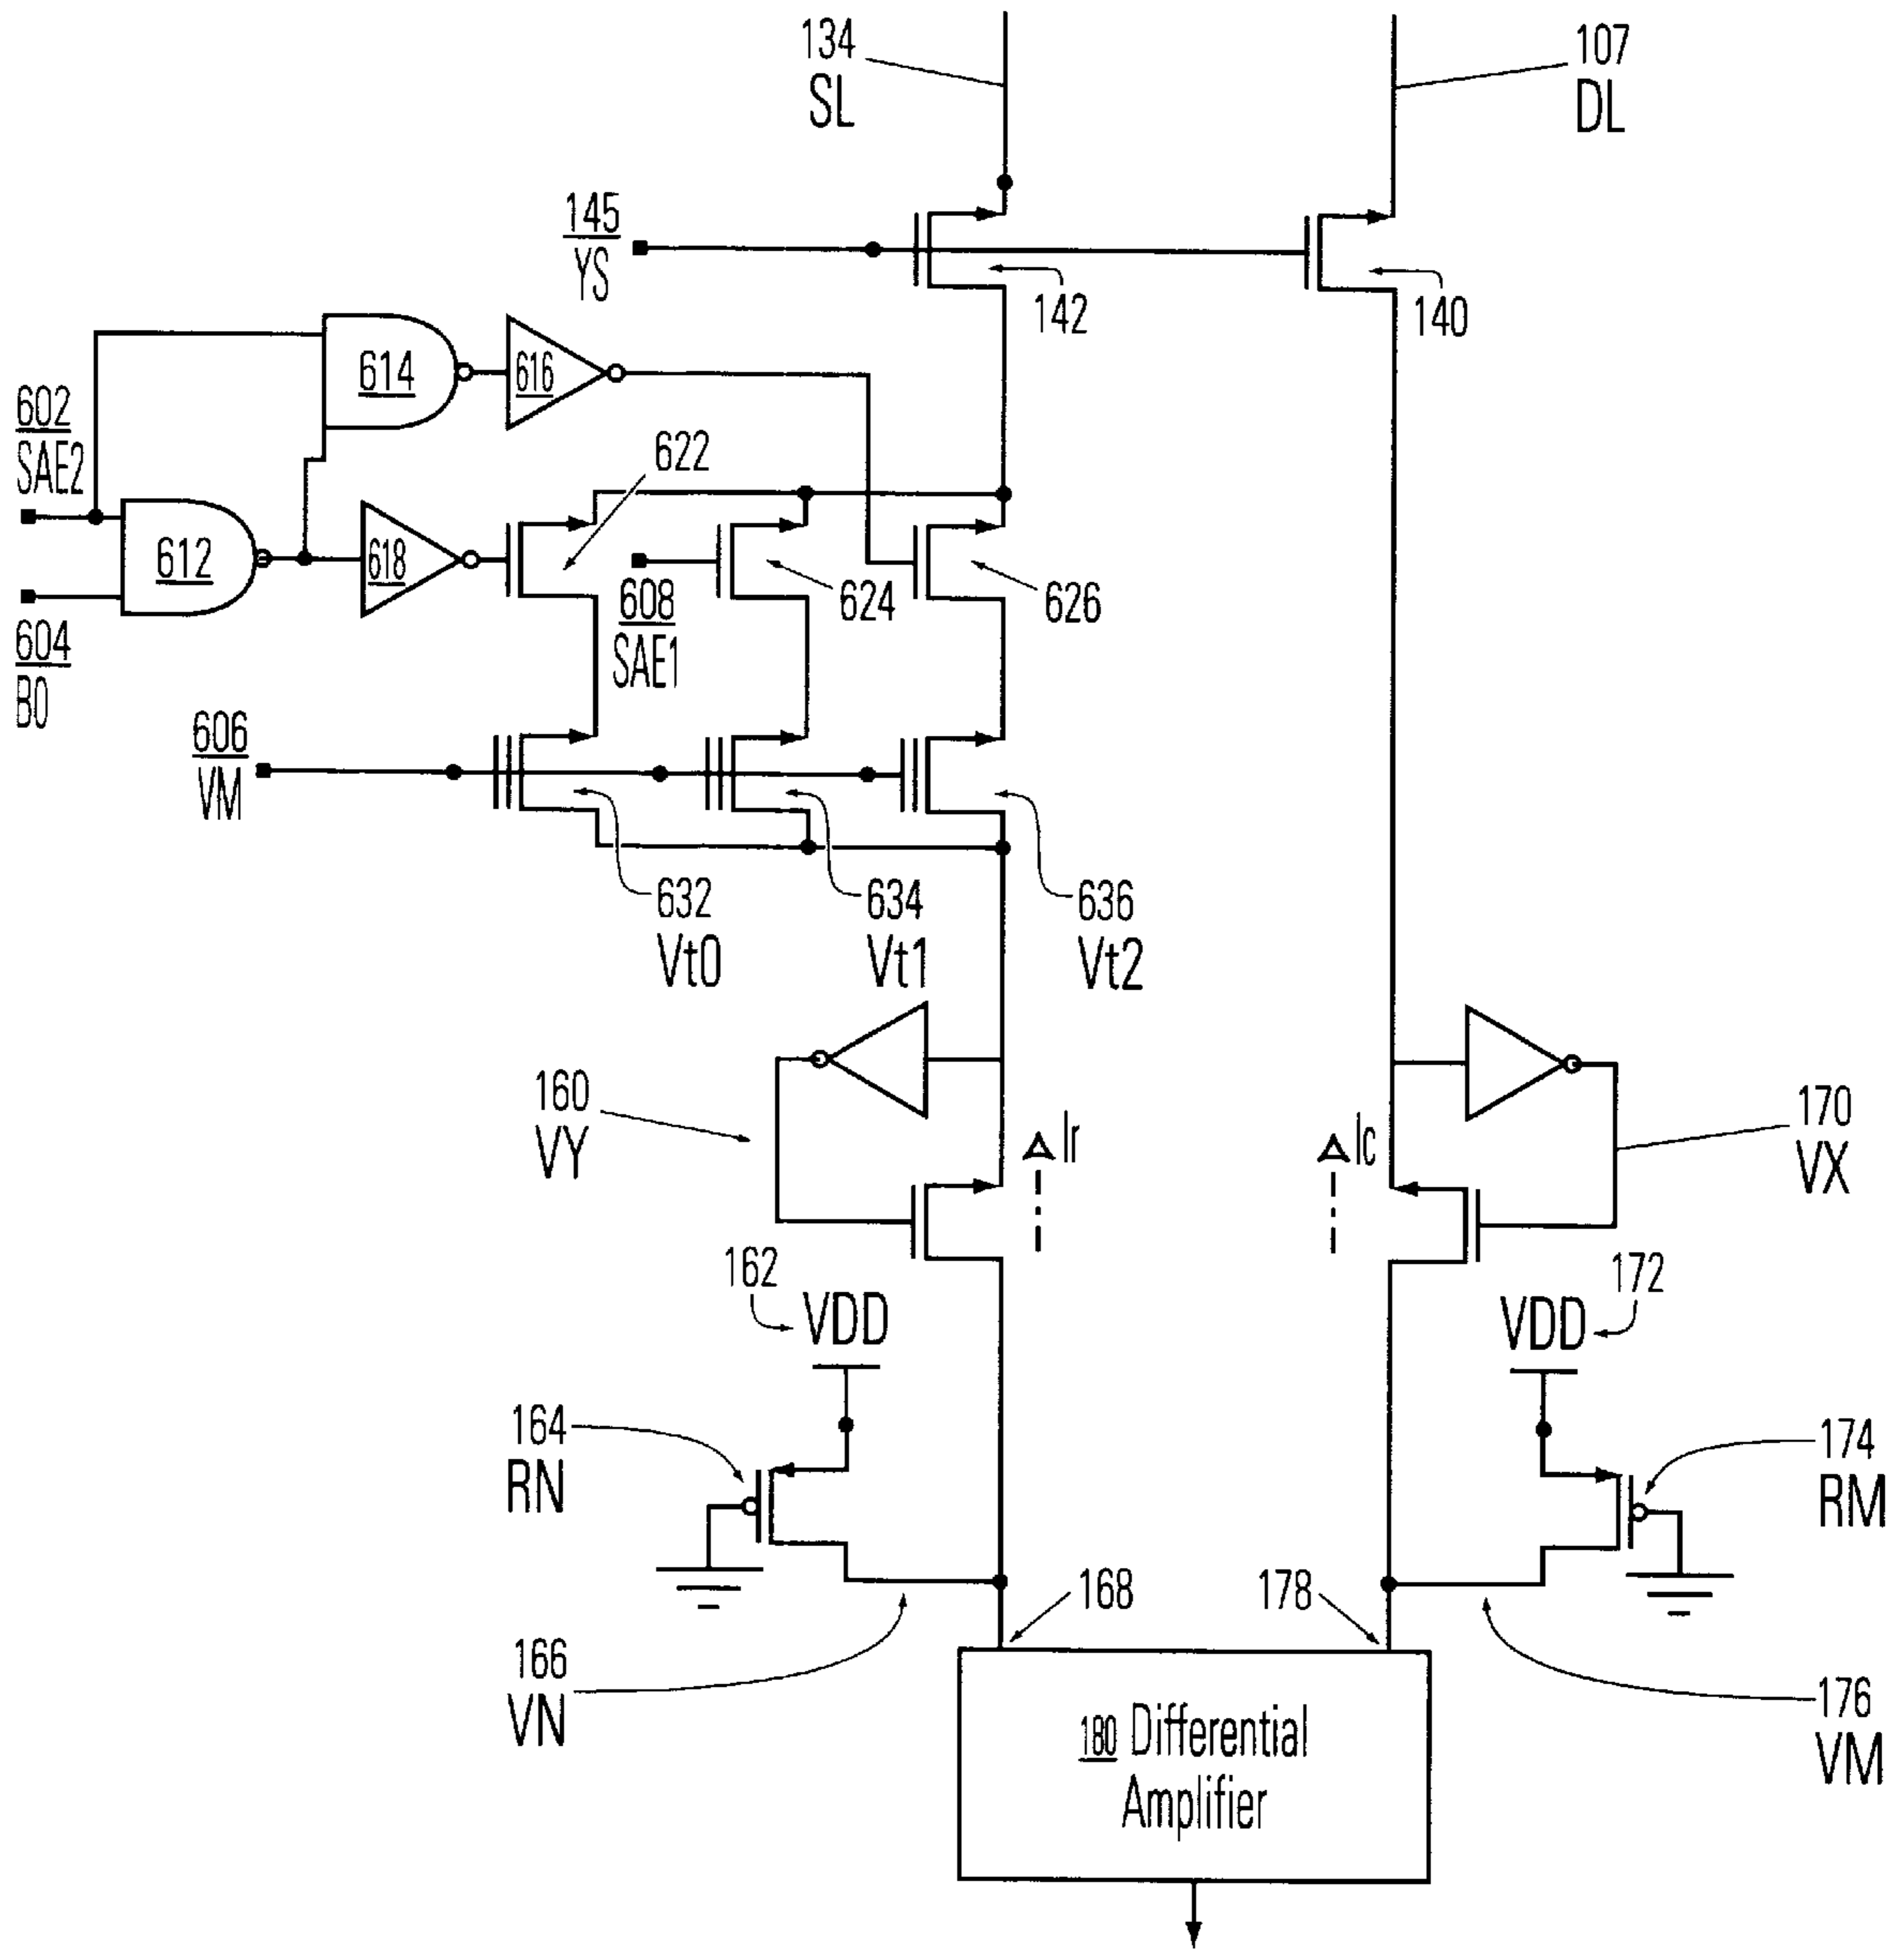 134
SL
107
DL
145
YS
142
140
614
616
602
SAE2
622
612
618
608
SAE1
624
626
604
B0
606
VM
632
Vt0
634
Vt1
636
Vt2
160
VY
Ir
Ic
170
VX
162
VDD
172
VDD
164
RN
174
RM
168
178
166
VN
176
VM
180 Differential
Amplifier